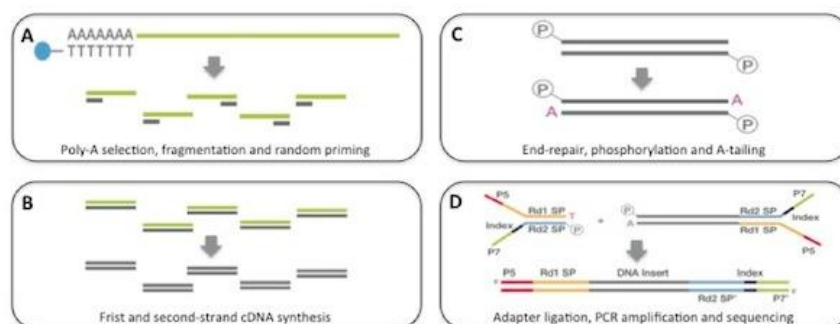 A
AAAAAAA
TTTTTTT
Poly-A selection, fragmentation and random priming
B
Frist and second-strand cDNA synthesis
C
P
P
A
A
P
P
End-repair, phosphorylation and A-tailing
D
P5
Rd1 SP
T
Index
Rd2 SP
P
P7
+
P
A
Rd2 SP
Rd1 SP
P7
Index
P5
P5
Rd1 SP
DNA Insert
Index
Rd2 SP'
P7'
Adapter ligation, PCR amplification and sequencing